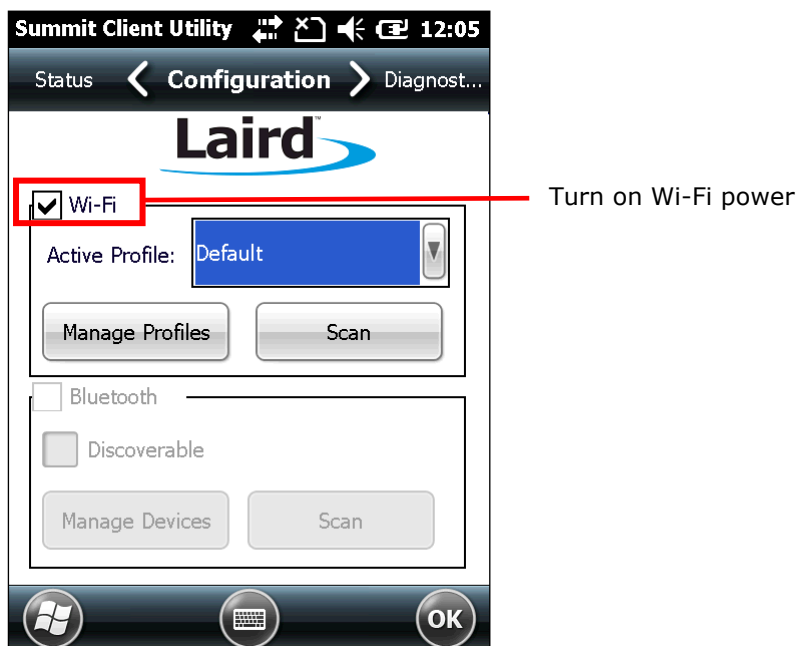 Summit Client Utility 12:05
Status Configuration Diagnost...
Laird™
Wi-Fi
Turn on Wi-Fi power
Active Profile: Default
Manage Profiles Scan
Bluetooth
Discoverable
Manage Devices Scan
OK